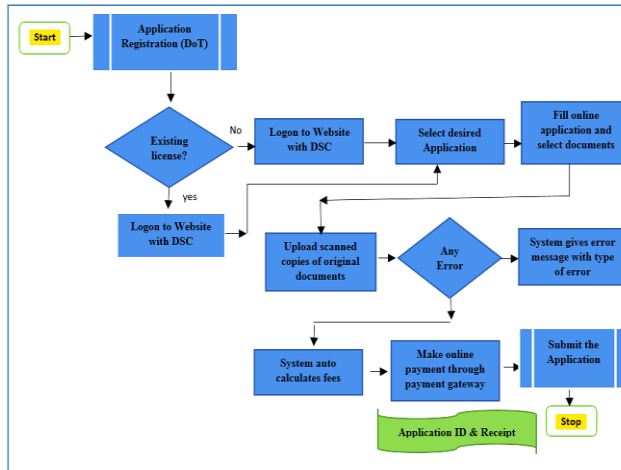 Start
Application
Registration (DoT)
Existing
license?
No
Logon to Website
with DSC
Select desired
Application
Fill online
application and
select documents
yes
Logon to Website
with DSC
Upload scanned
copies of original
documents
Any
Error
System gives error
message with type
of error
System auto
calculates fees
Make online
payment through
payment gateway
Submit the
Application
Application ID & Receipt
Stop